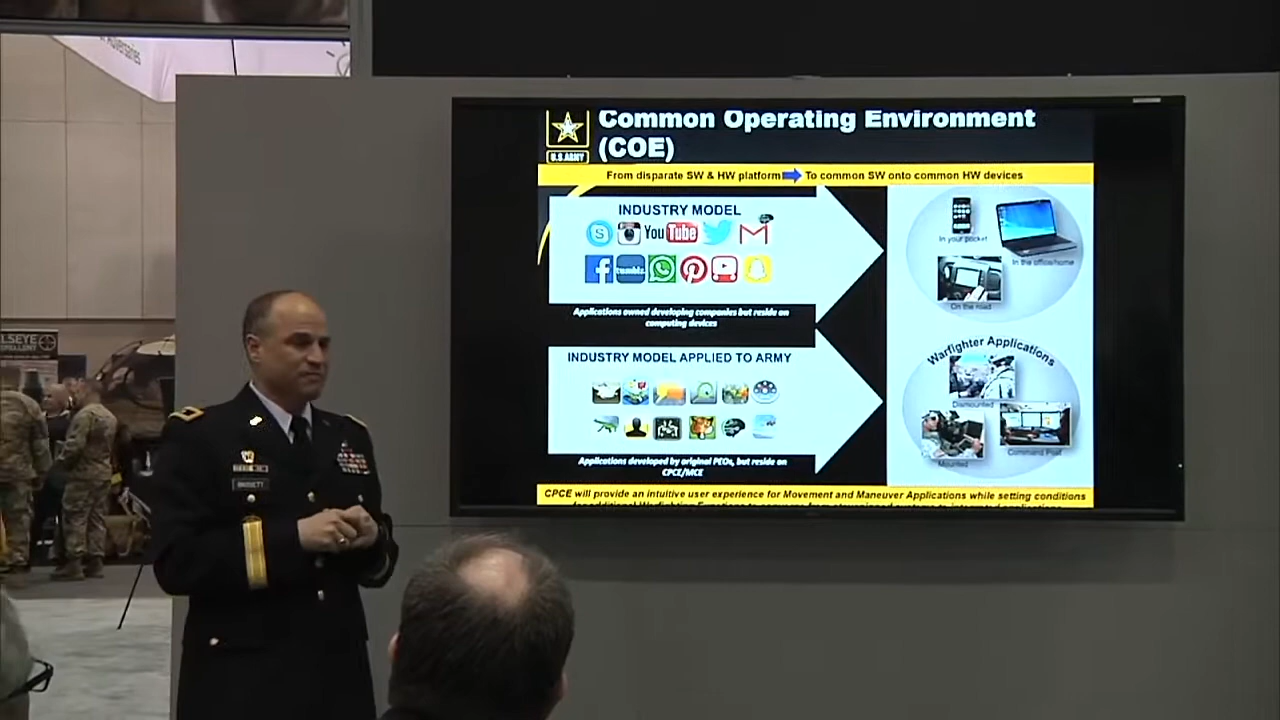 Common Operating Environment
(COE)
U.S. ARMY
From disparate SW & HW platform To common SW onto common HW devices
INDUSTRY MODEL
You Tube
tumblr.
In your pocket
In the office/home
On the road
Applications owned developing companies but reside on
computing devices
INDUSTRY MODEL APPLIED TO ARMY
Warfighter Applications
Dismounted
Mounted
Command Post
Applications developed by original PEOs, but reside on
CPCE/MCE
CPCE will provide an intuitive user experience for Movement and Maneuver Applications while setting conditions